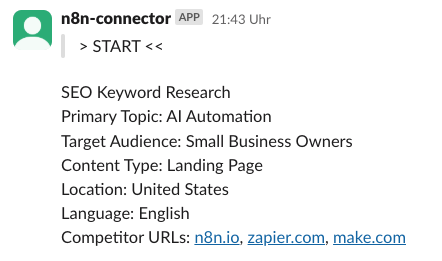 n8n-connector APP 21:43 Uhr
> START <<
SEO Keyword Research
Primary Topic: AI Automation
Target Audience: Small Business Owners
Content Type: Landing Page
Location: United States
Language: English
Competitor URLs: n8n.io, zapier.com, make.com